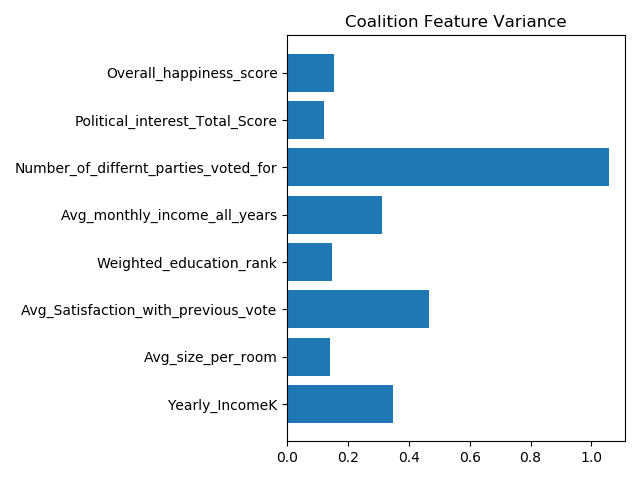 Coalition Feature Variance
Overall_happiness_score
Political_interest_Total_Score
Number_of_differnt_parties_voted_for
Avg_monthly_income_all_years
Weighted_education_rank
Avg_Satisfaction_with_previous_vote
Avg_size_per_room
Yearly_IncomeK
0.0 0.2 0.4 0.6 0.8 1.0